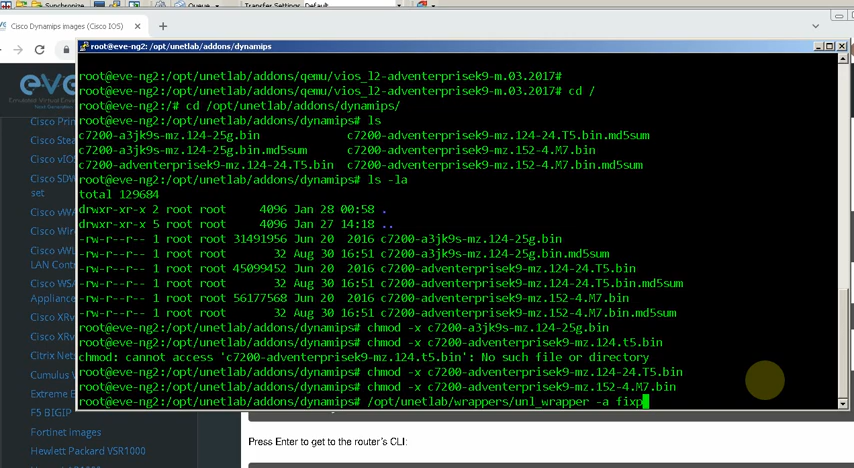 Sync
Queue
Transfer Settings
Default
Cisco Dynamips images (Cisco IOS)
root@eve-ng2: /opt/unetlab/addons/dynamips
root@eve-ng2:/opt/unetlab/addons/qemu/vios_l2-adventerprisek9-m.03.2017#
root@eve-ng2:/opt/unetlab/addons/qemu/vios_l2-adventerprisek9-m.03.2017# cd /
root@eve-ng2:/# cd /opt/unetlab/addons/dynamips/
root@eve-ng2:/opt/unetlab/addons/dynamips# ls
c7200-a3jk9s-mz.124-25g.bin c7200-adventerprisek9-mz.124-24.T5.bin.md5sum
c7200-a3jk9s-mz.124-25g.bin.md5sum c7200-adventerprisek9-mz.152-4.M7.bin
c7200-adventerprisek9-mz.124-24.T5.bin c7200-adventerprisek9-mz.152-4.M7.bin.md5sum
root@eve-ng2:/opt/unetlab/addons/dynamips# ls -la
total 129684
drwxr-xr-x 2 root root 4096 Jan 28 00:58 .
drwxr-xr-x 5 root root 4096 Jan 27 14:18 ..
-rw-r--r-- 1 root root 31491956 Jun 20 2016 c7200-a3jk9s-mz.124-25g.bin
-rw-r--r-- 1 root root 32 Aug 30 16:51 c7200-a3jk9s-mz.124-25g.bin.md5sum
-rw-r--r-- 1 root root 45099452 Jun 20 2016 c7200-adventerprisek9-mz.124-24.T5.bin
-rw-r--r-- 1 root root 32 Aug 30 16:51 c7200-adventerprisek9-mz.124-24.T5.bin.md5sum
-rw-r--r-- 1 root root 56177568 Jun 20 2016 c7200-adventerprisek9-mz.152-4.M7.bin
-rw-r--r-- 1 root root 32 Aug 30 16:51 c7200-adventerprisek9-mz.152-4.M7.bin.md5sum
root@eve-ng2:/opt/unetlab/addons/dynamips# chmod -x c7200-a3jk9s-mz.124-25g.bin
root@eve-ng2:/opt/unetlab/addons/dynamips# chmod -x c7200-adventerprisek9-mz.124.t5.bin
chmod: cannot access 'c7200-adventerprisek9-mz.124.t5.bin': No such file or directory
root@eve-ng2:/opt/unetlab/addons/dynamips# chmod -x c7200-adventerprisek9-mz.124-24.T5.bin
root@eve-ng2:/opt/unetlab/addons/dynamips# chmod -x c7200-adventerprisek9-mz.152-4.M7.bin
root@eve-ng2:/opt/unetlab/addons/dynamips# /opt/unetlab/wrappers/unl_wrapper -a fixp
eve
Cisco Prim
Cisco Stea
Cisco vIOS
Cisco SDW
set
Cisco vWA
Cisco Wire
Cisco vWL
LAN Contr
Cisco WSA
Appliance
Cisco XRv
Cisco XRv
Citrix Nets
Cumulus V
Extreme E
F5 BIGIP
Fortinet images
Hewlett Packard VSR1000
Press Enter to get to the router's CLI: